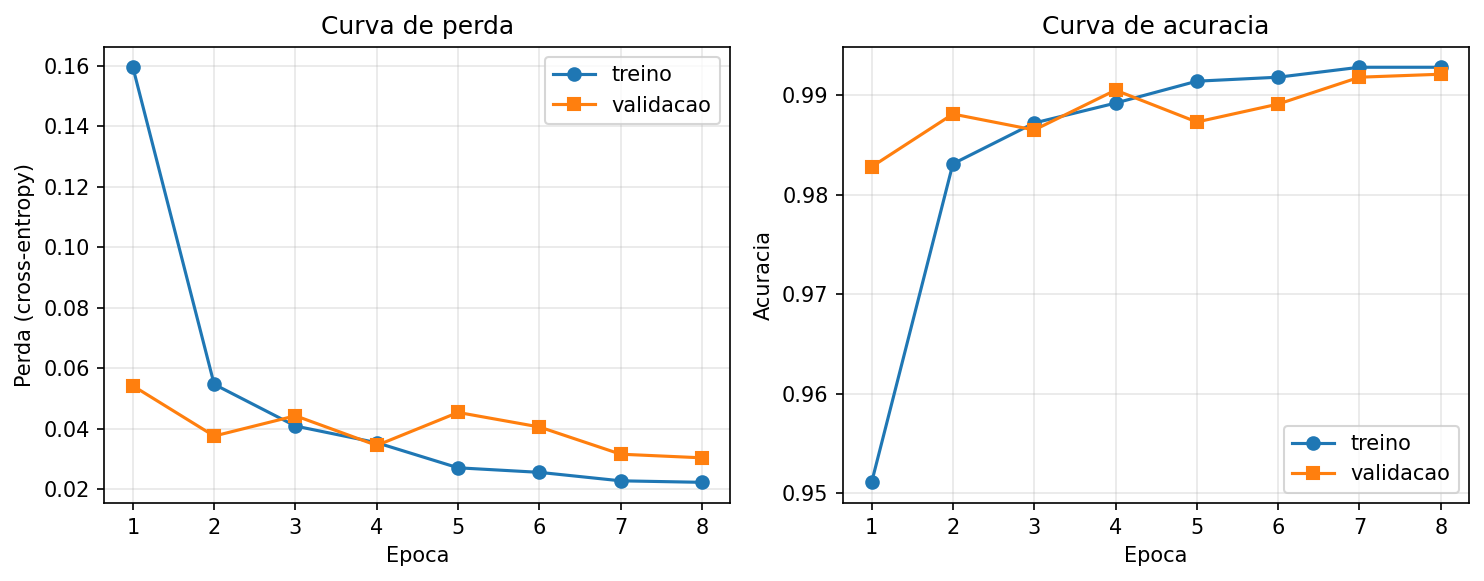 Curva de perda
0.16
0.14
0.12
0.10
0.08
0.06
0.04
0.02
Perda (cross-entropy)
treino
validacao
1 2 3 4 5 6 7 8
Epoca
Curva de acuracia
0.99
0.98
0.97
0.96
0.95
Acuracia
treino
validacao
1 2 3 4 5 6 7 8
Epoca